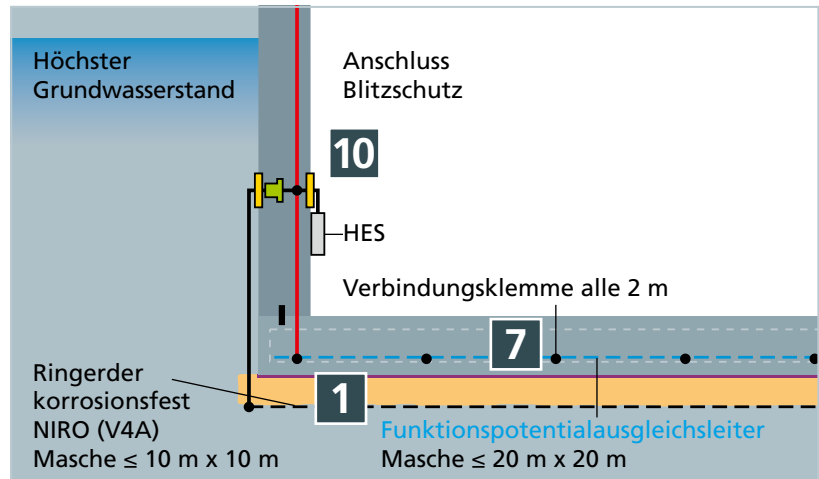 Höchster
Grundwasserstand
Anschluss
Blitzschutz
10
HES
Verbindungsklemme alle 2 m
7
Ringerder
korrosionsfest
NIRO (V4A)
Masche ≤ 10 m x 10 m
1
Funktionspotentialausgleichsleiter
Masche ≤ 20 m x 20 m